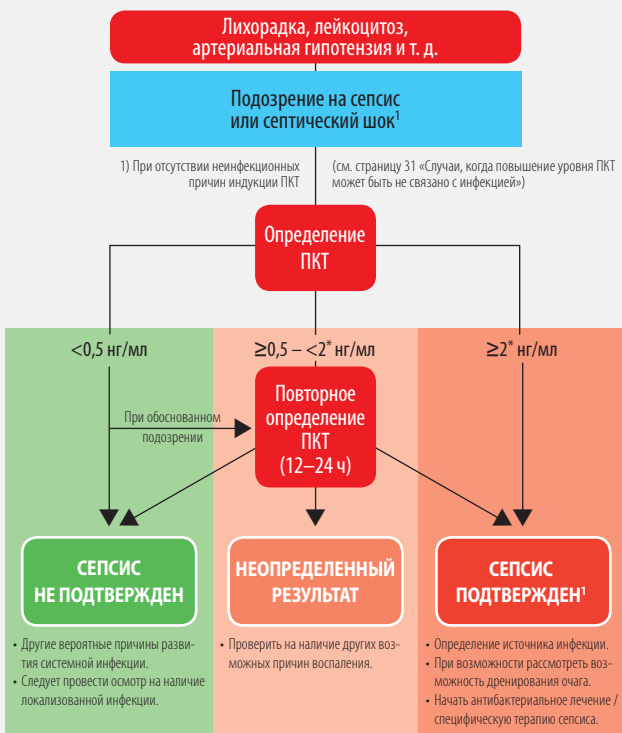 Лихорадка, лейкоцитоз,
артериальная гипотензия и т. д.
Подозрение на сепсис
или септический шок¹
1) При отсутствии неинфекционных
причин индукции ПКТ
(см. страницу 31 «Случаи, когда повышение уровня ПКТ
может быть не связано с инфекцией»)
Определение
ПКТ
<0,5 нг/мл
≥0,5 – <2* нг/мл
≥2* нг/мл
При обоснованном
подозрении
Повторное
определение
ПКТ
(12–24 ч)
СЕПСИС
НЕ ПОДТВЕРЖДЕН
• Другие вероятные причины разви-
тия системной инфекции.
• Следует провести осмотр на наличие
локализованной инфекции.
НЕОПРЕДЕЛЕННЫЙ
РЕЗУЛЬТАТ
• Проверить на наличие других воз-
можных причин воспаления.
СЕПСИС
ПОДТВЕРЖДЕН¹
• Определение источника инфекции.
• При возможности рассмотреть воз-
можность дренирования очага.
• Начать антибактериальное лечение /
специфическую терапию сепсиса.